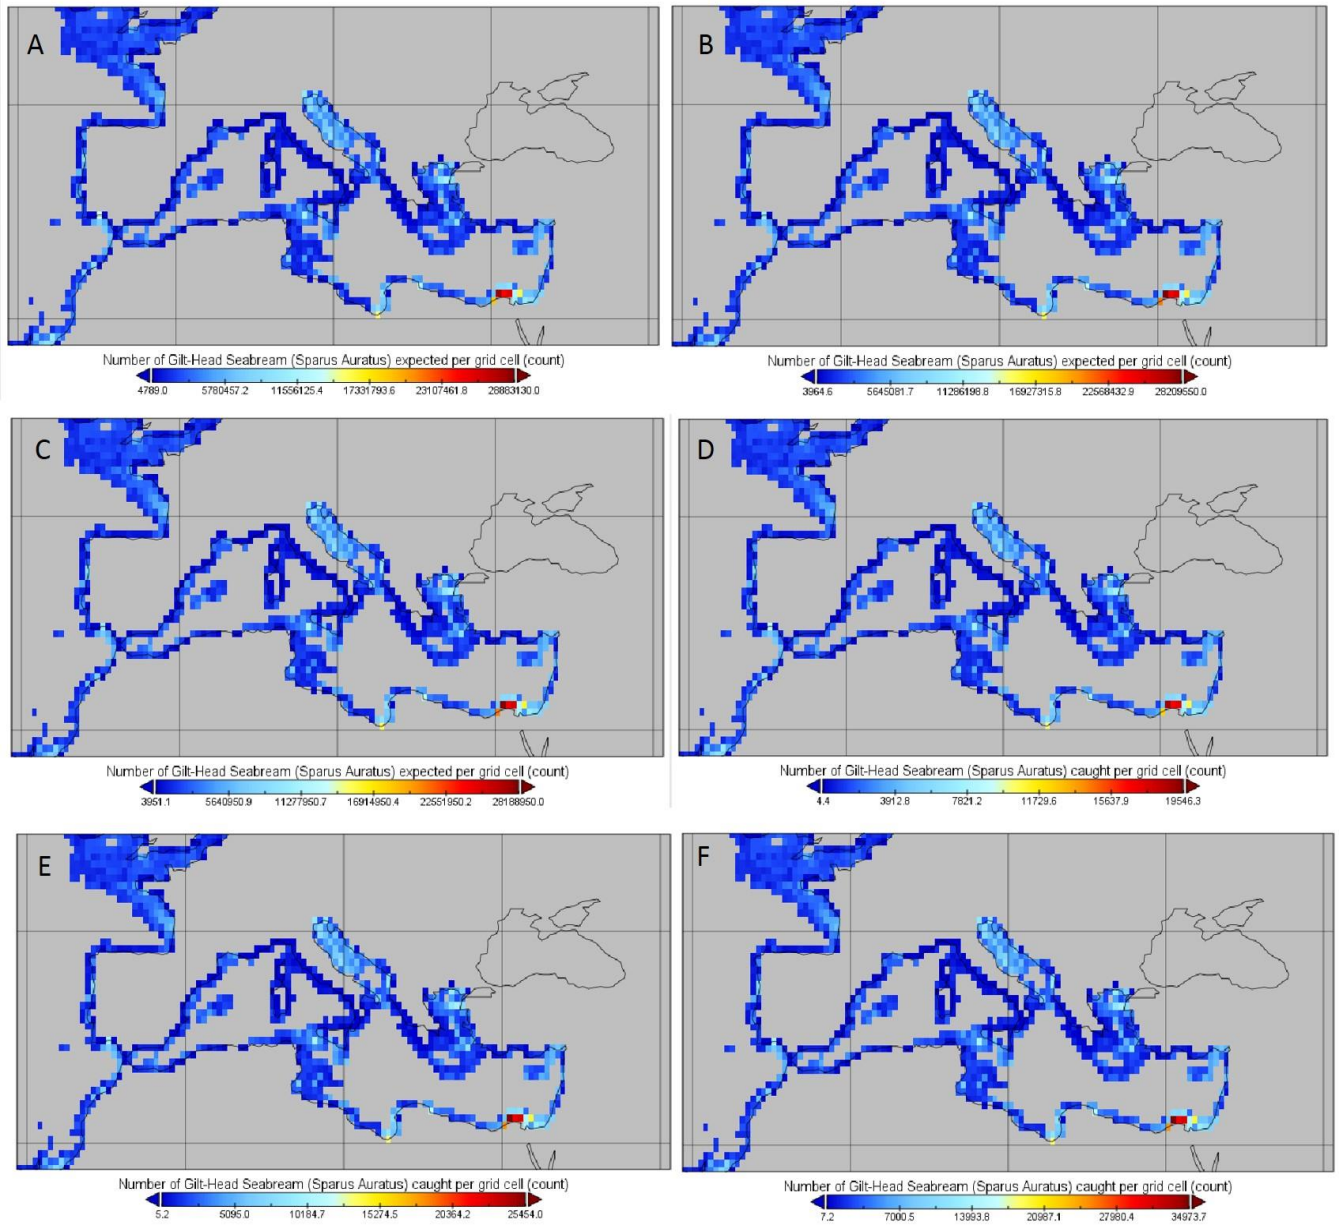 A
B
Number of Gilt-Head Seabream (Sparus Auratus) expected per grid cell (count)
4789.0 5780457.2 11556125.4 17331793.6 23107461.8 28883130.0
Number of Gilt-Head Seabream (Sparus Auratus) expected per grid cell (count)
3964.6 5645081.7 11286198.8 16927315.8 22568432.9 28209550.0
C
D
Number of Gilt-Head Seabream (Sparus Auratus) expected per grid cell (count)
3951.1 5640950.9 11277950.7 16914950.4 22551950.2 28188950.0
Number of Gilt-Head Seabream (Sparus Auratus) caught per grid cell (count)
4.4 3912.8 7821.2 11729.6 15637.9 19546.3
E
F
Number of Gilt-Head Seabream (Sparus Auratus) caught per grid cell (count)
5.2 5095.0 10184.7 15274.5 20364.2 25454.0
Number of Gilt-Head Seabream (Sparus Auratus) caught per grid cell (count)
7.2 7000.5 13993.8 20987.1 27980.4 34973.7